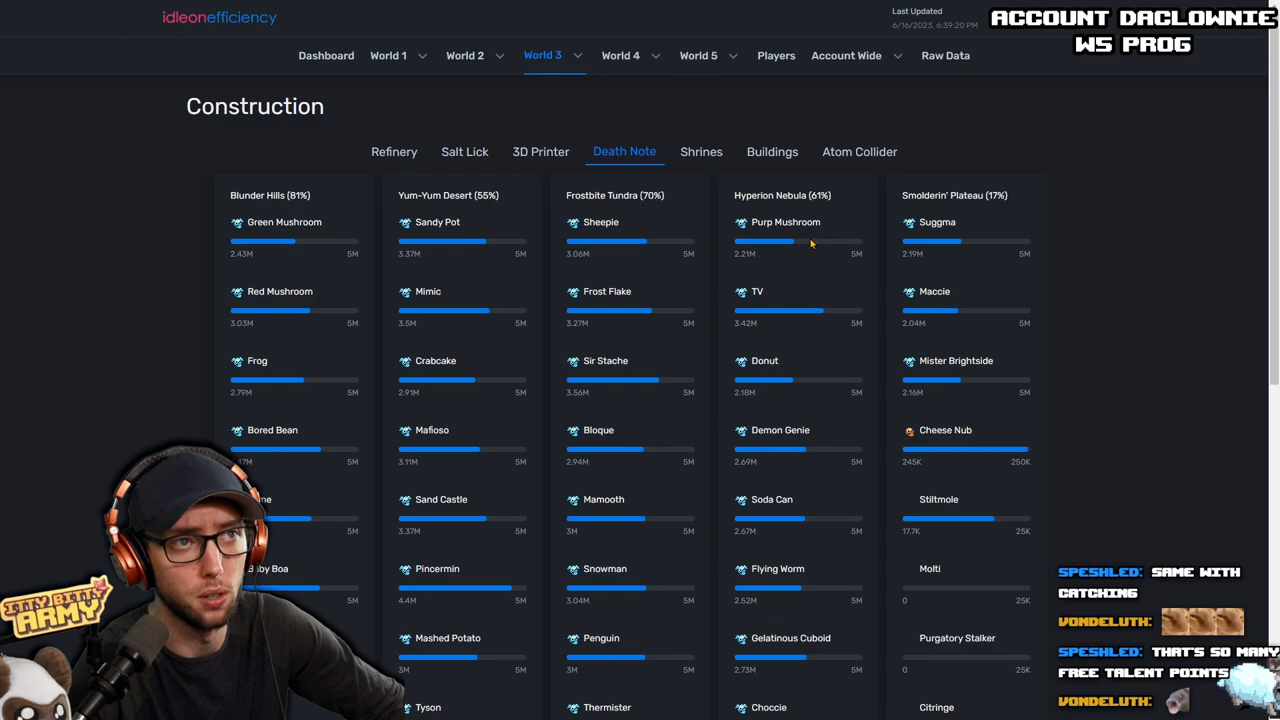 idleonefficiency
Last Updated
6/16/2023, 6:39:20 PM
ACCOUNT DACLOWNIE
W5 PROG
Dashboard World 1 World 2 World 3 World 4 World 5 Players Account Wide Raw Data
Construction
Refinery Salt Lick 3D Printer Death Note Shrines Buildings Atom Collider
Blunder Hills (81%) Yum-Yum Desert (55%) Frostbite Tundra (70%) Hyperion Nebula (61%) Smolderin' Plateau (17%)
Green Mushroom Sandy Pot Sheepie Purp Mushroom Suggma
2.43M 5M 3.37M 5M 3.06M 5M 2.21M 5M 2.19M 5M
Red Mushroom Mimic Frost Flake TV Maccie
3.03M 5M 3.5M 5M 3.27M 5M 3.42M 5M 2.04M 5M
Frog Crabcake Sir Stache Donut Mister Brightside
2.79M 5M 2.91M 5M 3.56M 5M 2.18M 5M 2.16M 5M
Bored Bean Mafioso Bloque Demon Genie Cheese Nub
47M 5M 3.11M 5M 2.94M 5M 2.69M 5M 245K 250K
me Sand Castle Mamooth Soda Can Stiltmole
5M 3.37M 5M 3M 5M 2.67M 5M 17.7K 25K
Baby Boa Pincermin Snowman Flying Worm Molti
5M 4.4M 5M 3.04M 5M 2.52M 5M 0 25K
Mashed Potato Penguin Gelatinous Cuboid Purgatory Stalker
3M 5M 3M 5M 2.73M 5M 0 25K
Tyson Thermister Choccie Citringe
ITTY BITTY
ARMY
SPESHLED: SAME WITH
CATCHING
VONDELUTH:
SPESHLED: THAT'S SO MANY
FREE TALENT POINTS
VONDELUTH: